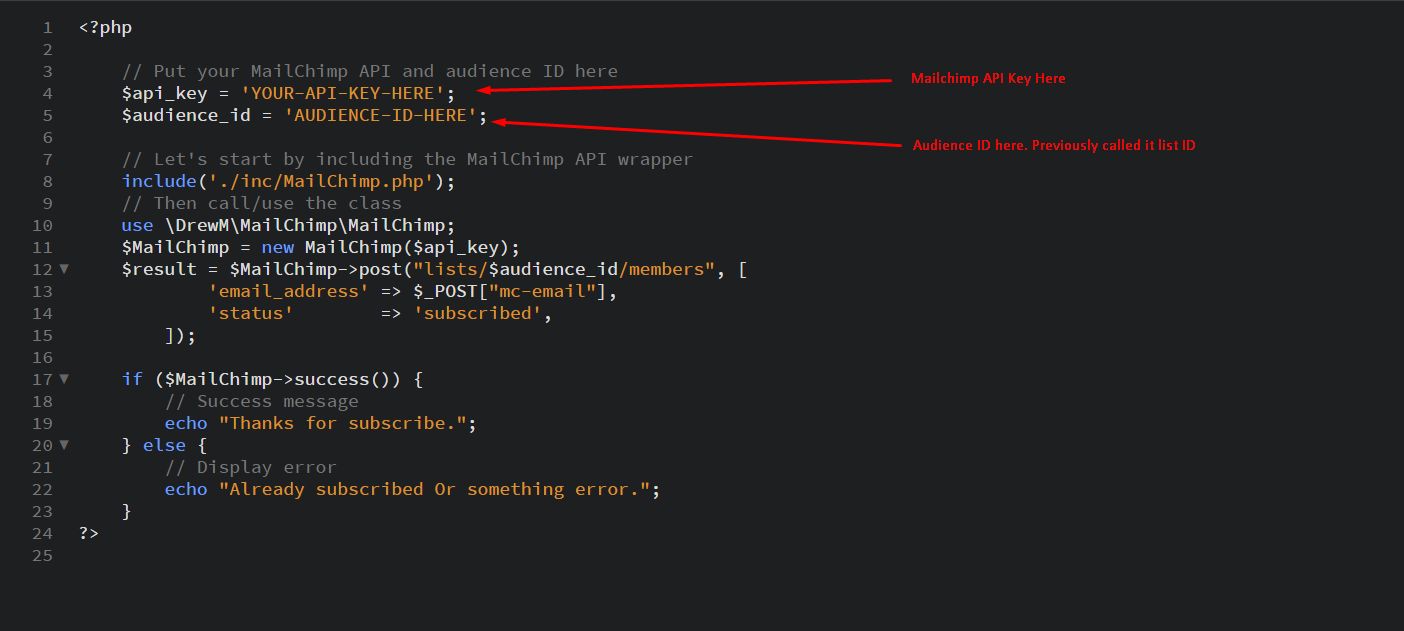 1 <?php
2
3 // Put your MailChimp API and audience ID here
4 $api_key = 'YOUR-API-KEY-HERE'; Mailchimp API Key Here
5 $audience_id = 'AUDIENCE-ID-HERE'; Audience ID here. Previously called it list ID
6
7 // Let's start by including the MailChimp API wrapper
8 include('./inc/MailChimp.php');
9 // Then call/use the class
10 use \DrewM\MailChimp\MailChimp;
11 $MailChimp = new MailChimp($api_key);
12 $result = $MailChimp->post("lists/$audience_id/members", [
13 'email_address' => $_POST["mc-email"],
14 'status' => 'subscribed',
15 ]);
16
17 if ($MailChimp->success()) {
18 // Success message
19 echo "Thanks for subscribe.";
20 } else {
21 // Display error
22 echo "Already subscribed Or something error.";
23 }
24 ?>
25